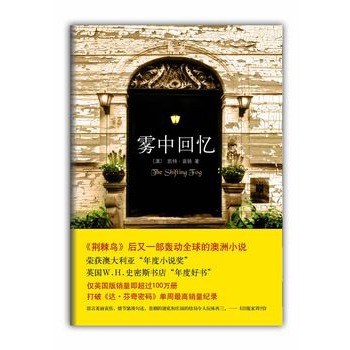 雾中回忆
［澳］凯特·莫顿 著
The Shifting Fog
《荆棘鸟》后又一部轰动全球的澳洲小说
荣获澳大利亚“年度小说奖”
英国W.H.史密斯书店“年度好书”
仅英国版销量即超过100万册
打破《达·芬奇密码》单周最高销量纪录